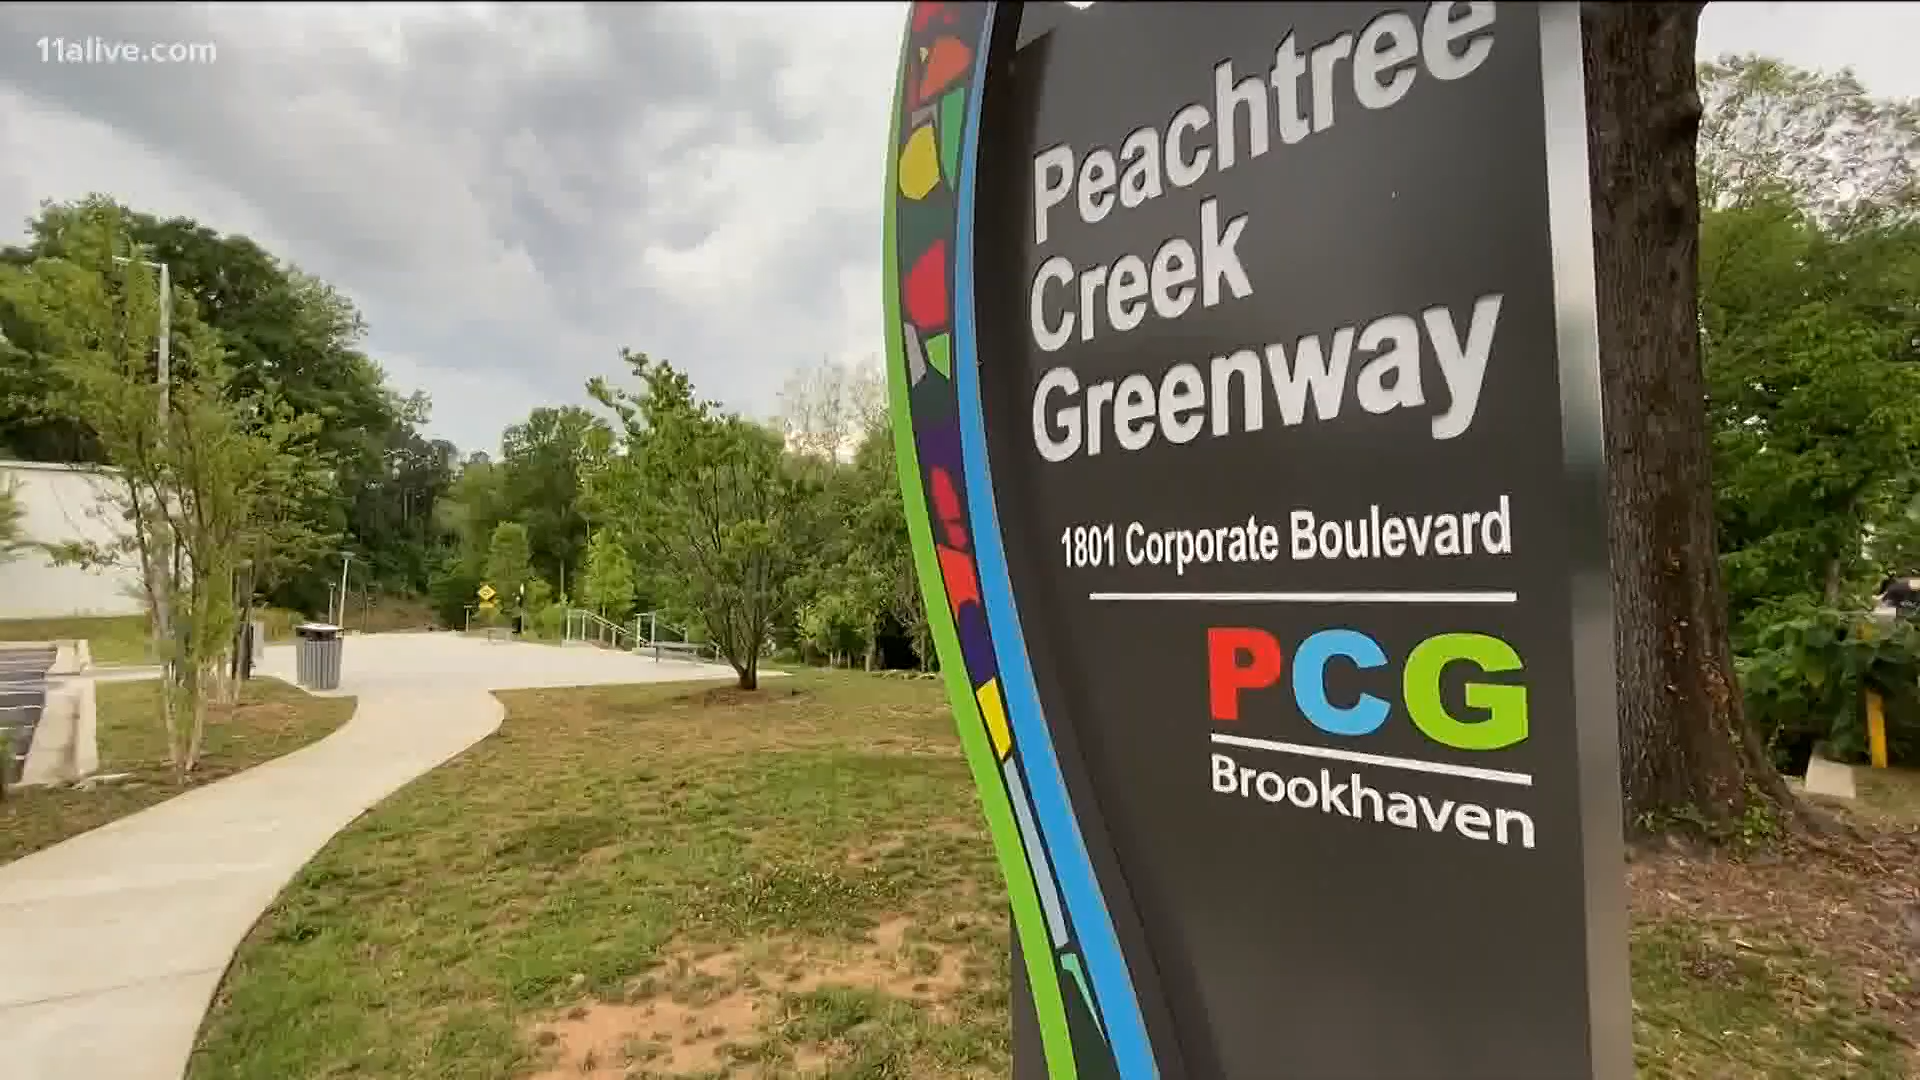 11alive.com
Peachtree
Creek
Greenway
1801 Corporate Boulevard
PCG
Brookhaven